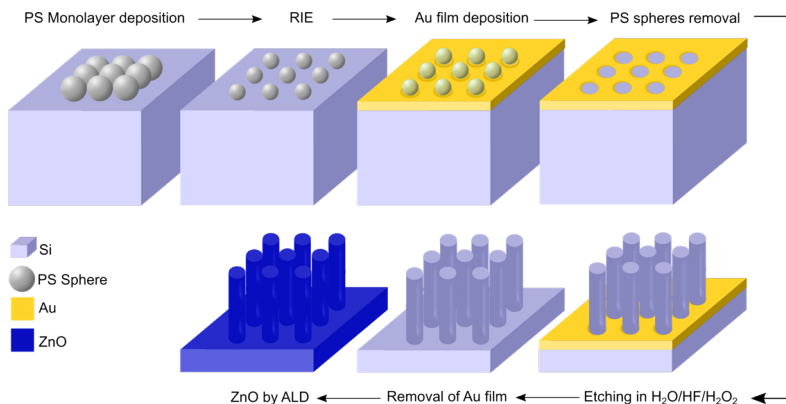 PS Monolayer deposition
RIE
Au film deposition
PS spheres removal
Si
PS Sphere
Au
ZnO
ZnO by ALD
Removal of Au film
Etching in H₂O/HF/H₂O₂